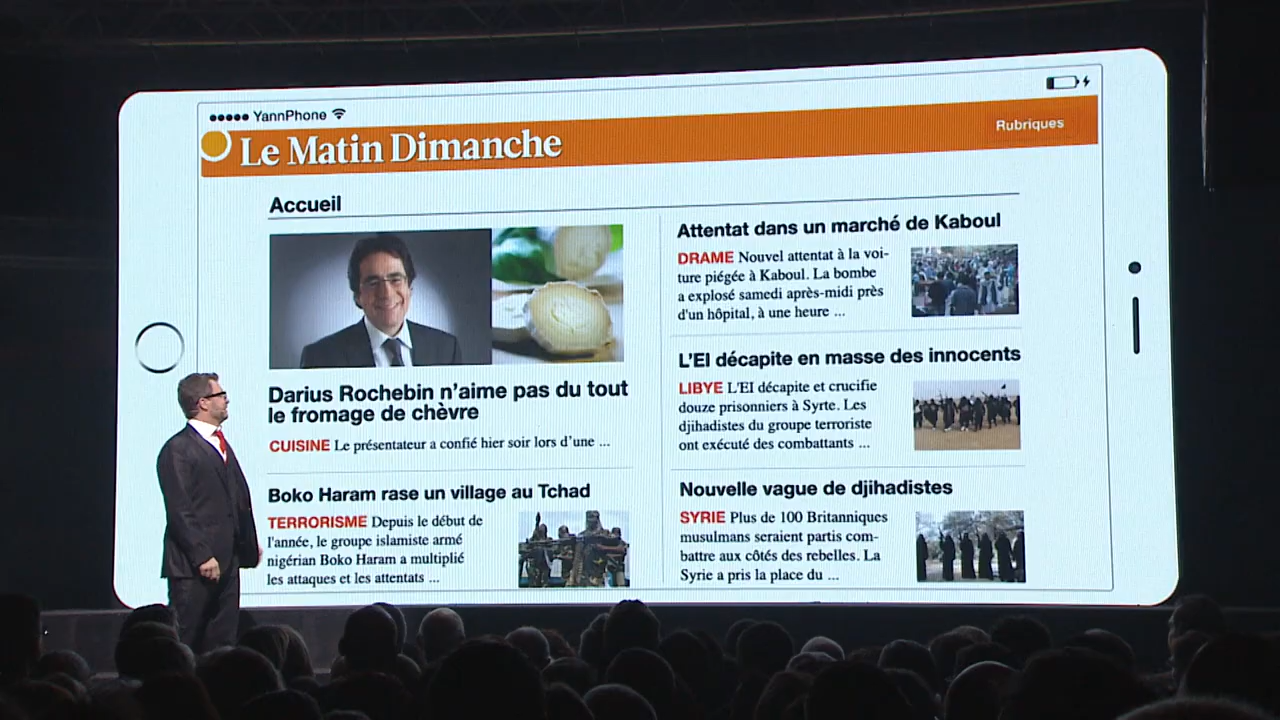 YannPhone
Le Matin Dimanche
Rubriques
Accueil
Darius Rochebin n'aime pas du tout
le fromage de chèvre
CUISINE Le présentateur a confié hier soir lors d'une ...
Boko Haram rase un village au Tchad
TERRORISME Depuis le début de
l'année, le groupe islamiste armé
nigérian Boko Haram a multiplié
les attaques et les attentats ...
Attentat dans un marché de Kaboul
DRAME Nouvel attentat à la voi-
ture piégée à Kaboul. La bombe
a explosé samedi après-midi près
d'un hôpital, à une heure ...
L'EI décapite en masse des innocents
LIBYE L'EI décapite et crucifie
douze prisonniers à Syrte. Les
djihadistes du groupe terroriste
ont exécuté des combattants ...
Nouvelle vague de djihadistes
SYRIE Plus de 100 Britanniques
musulmans seraient partis com-
battre aux côtés des rebelles. La
Syrie a pris la place du ...